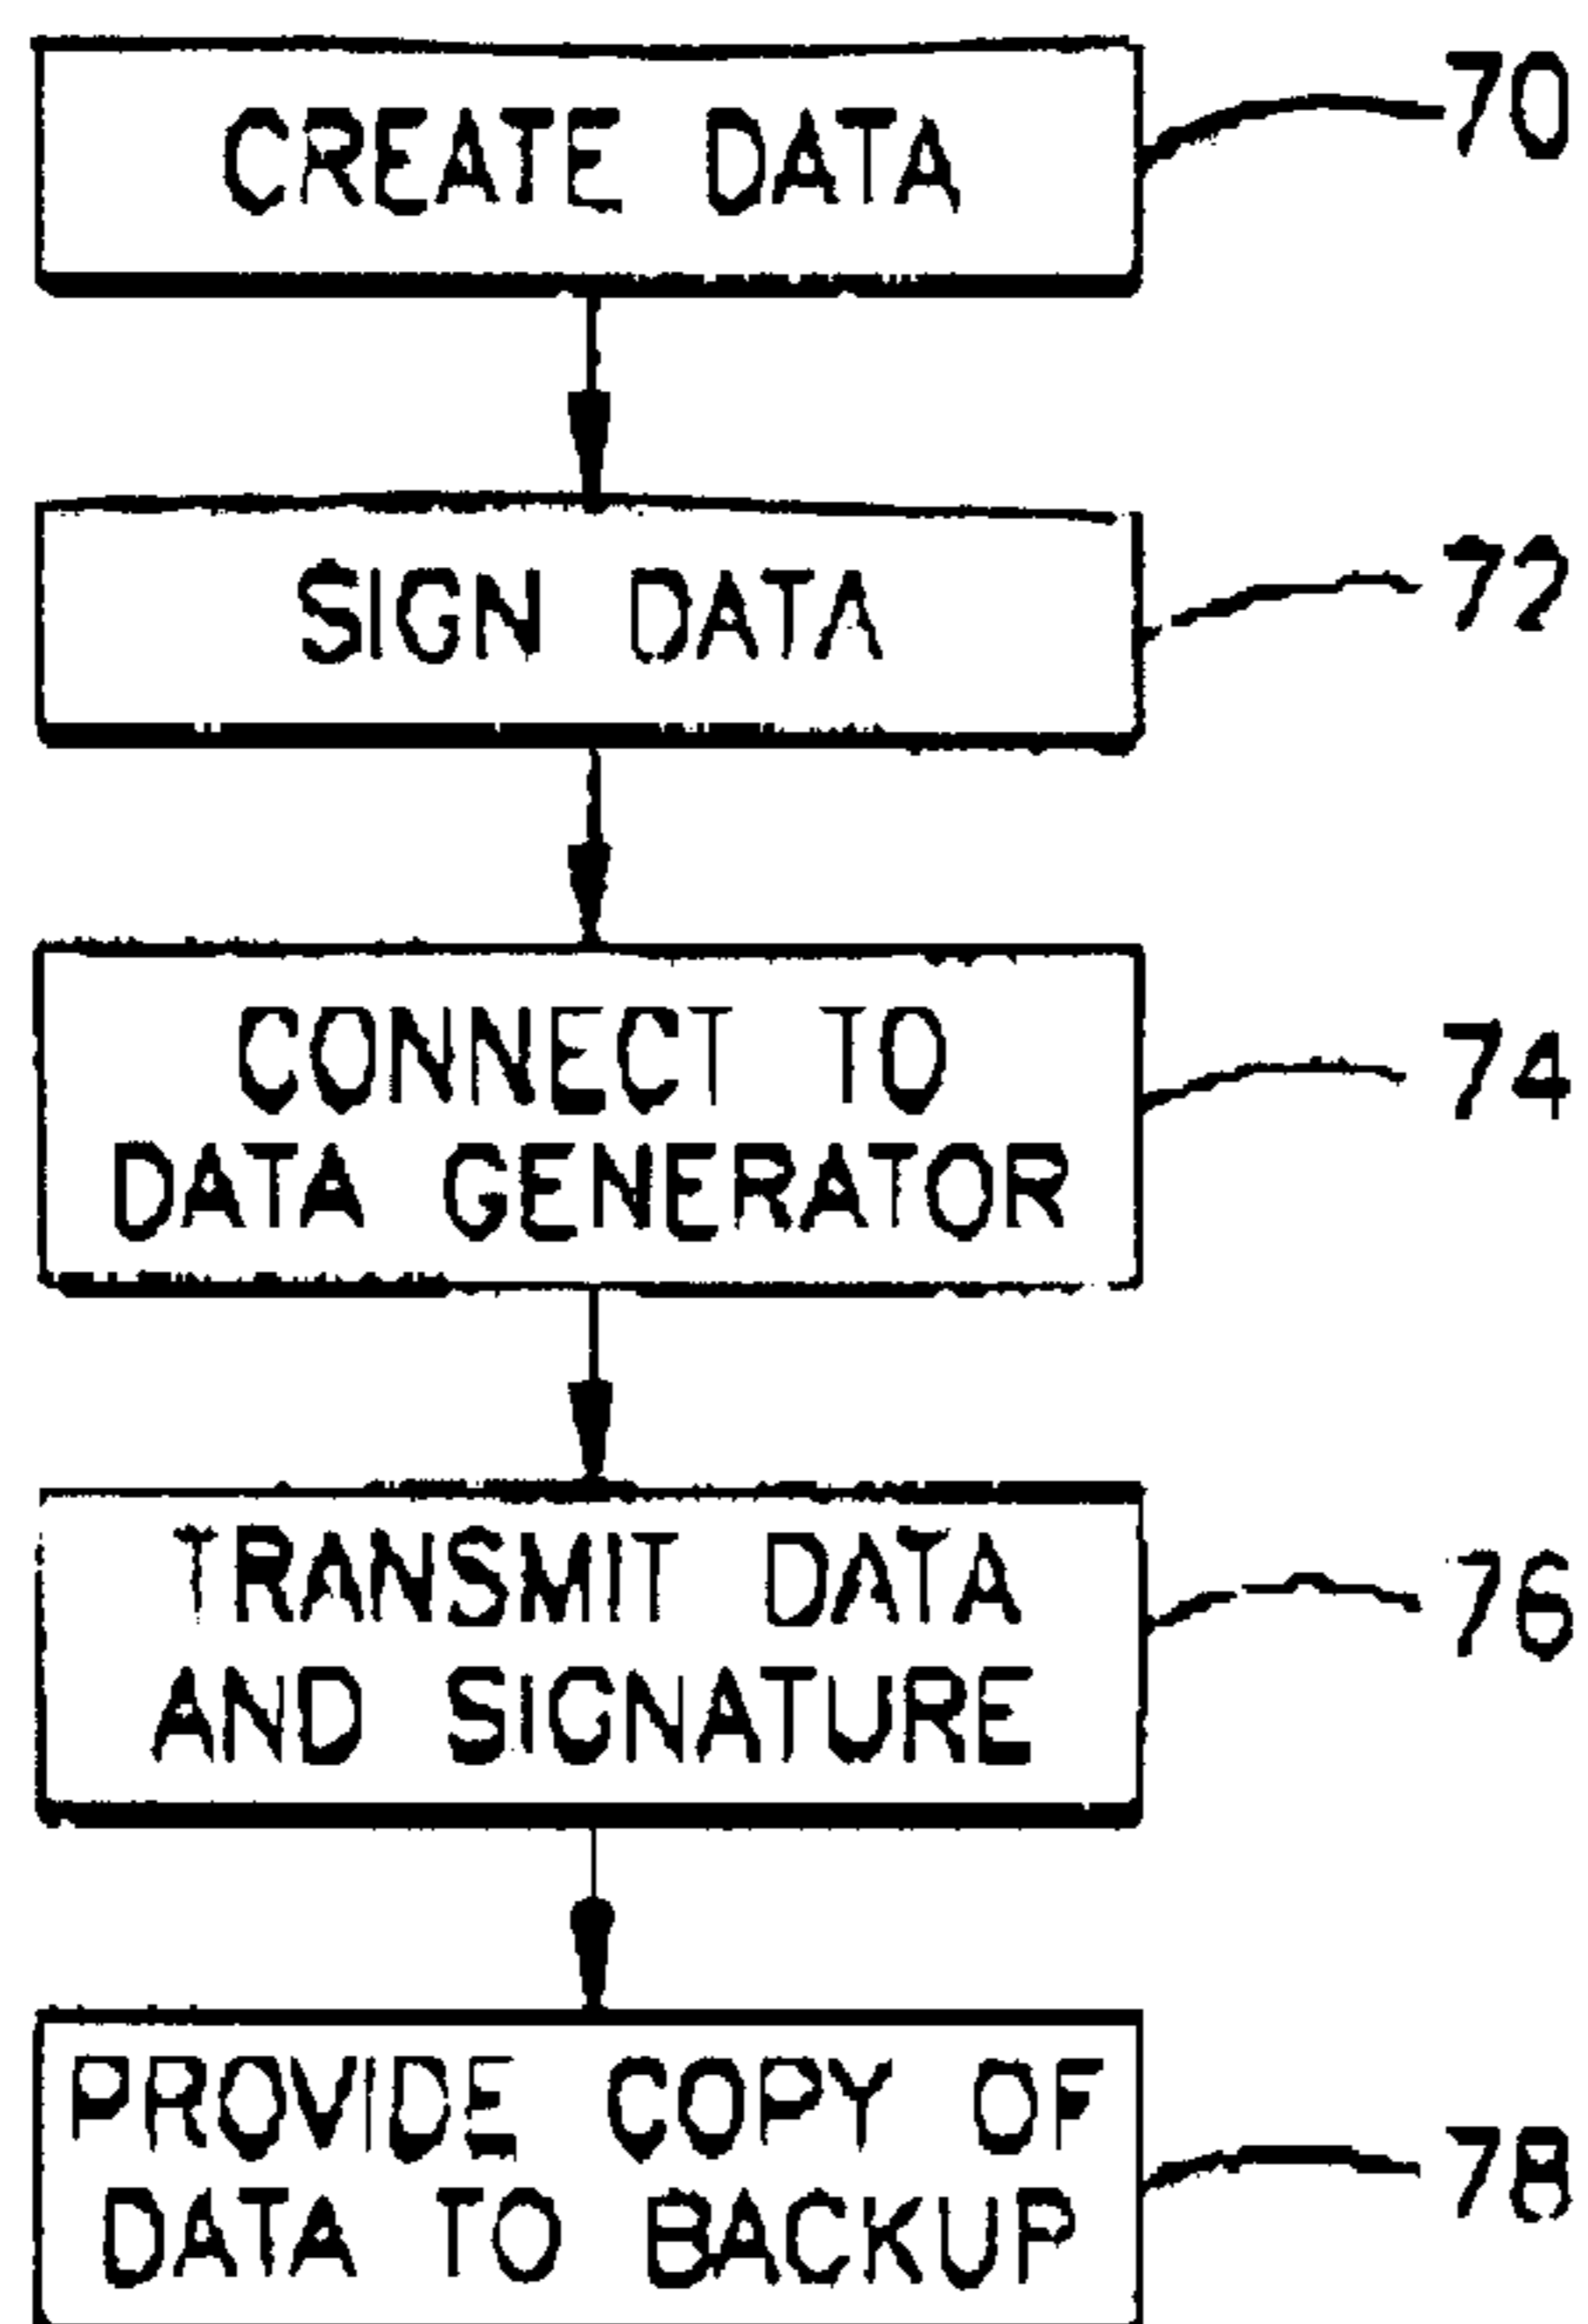 CREATE DATA
70
SIGN DATA
72
CONNECT TO
DATA GENERATOR
74
TRANSMIT DATA
AND SIGNATURE
76
PROVIDE COPY OF
DATA TO BACKUP
78